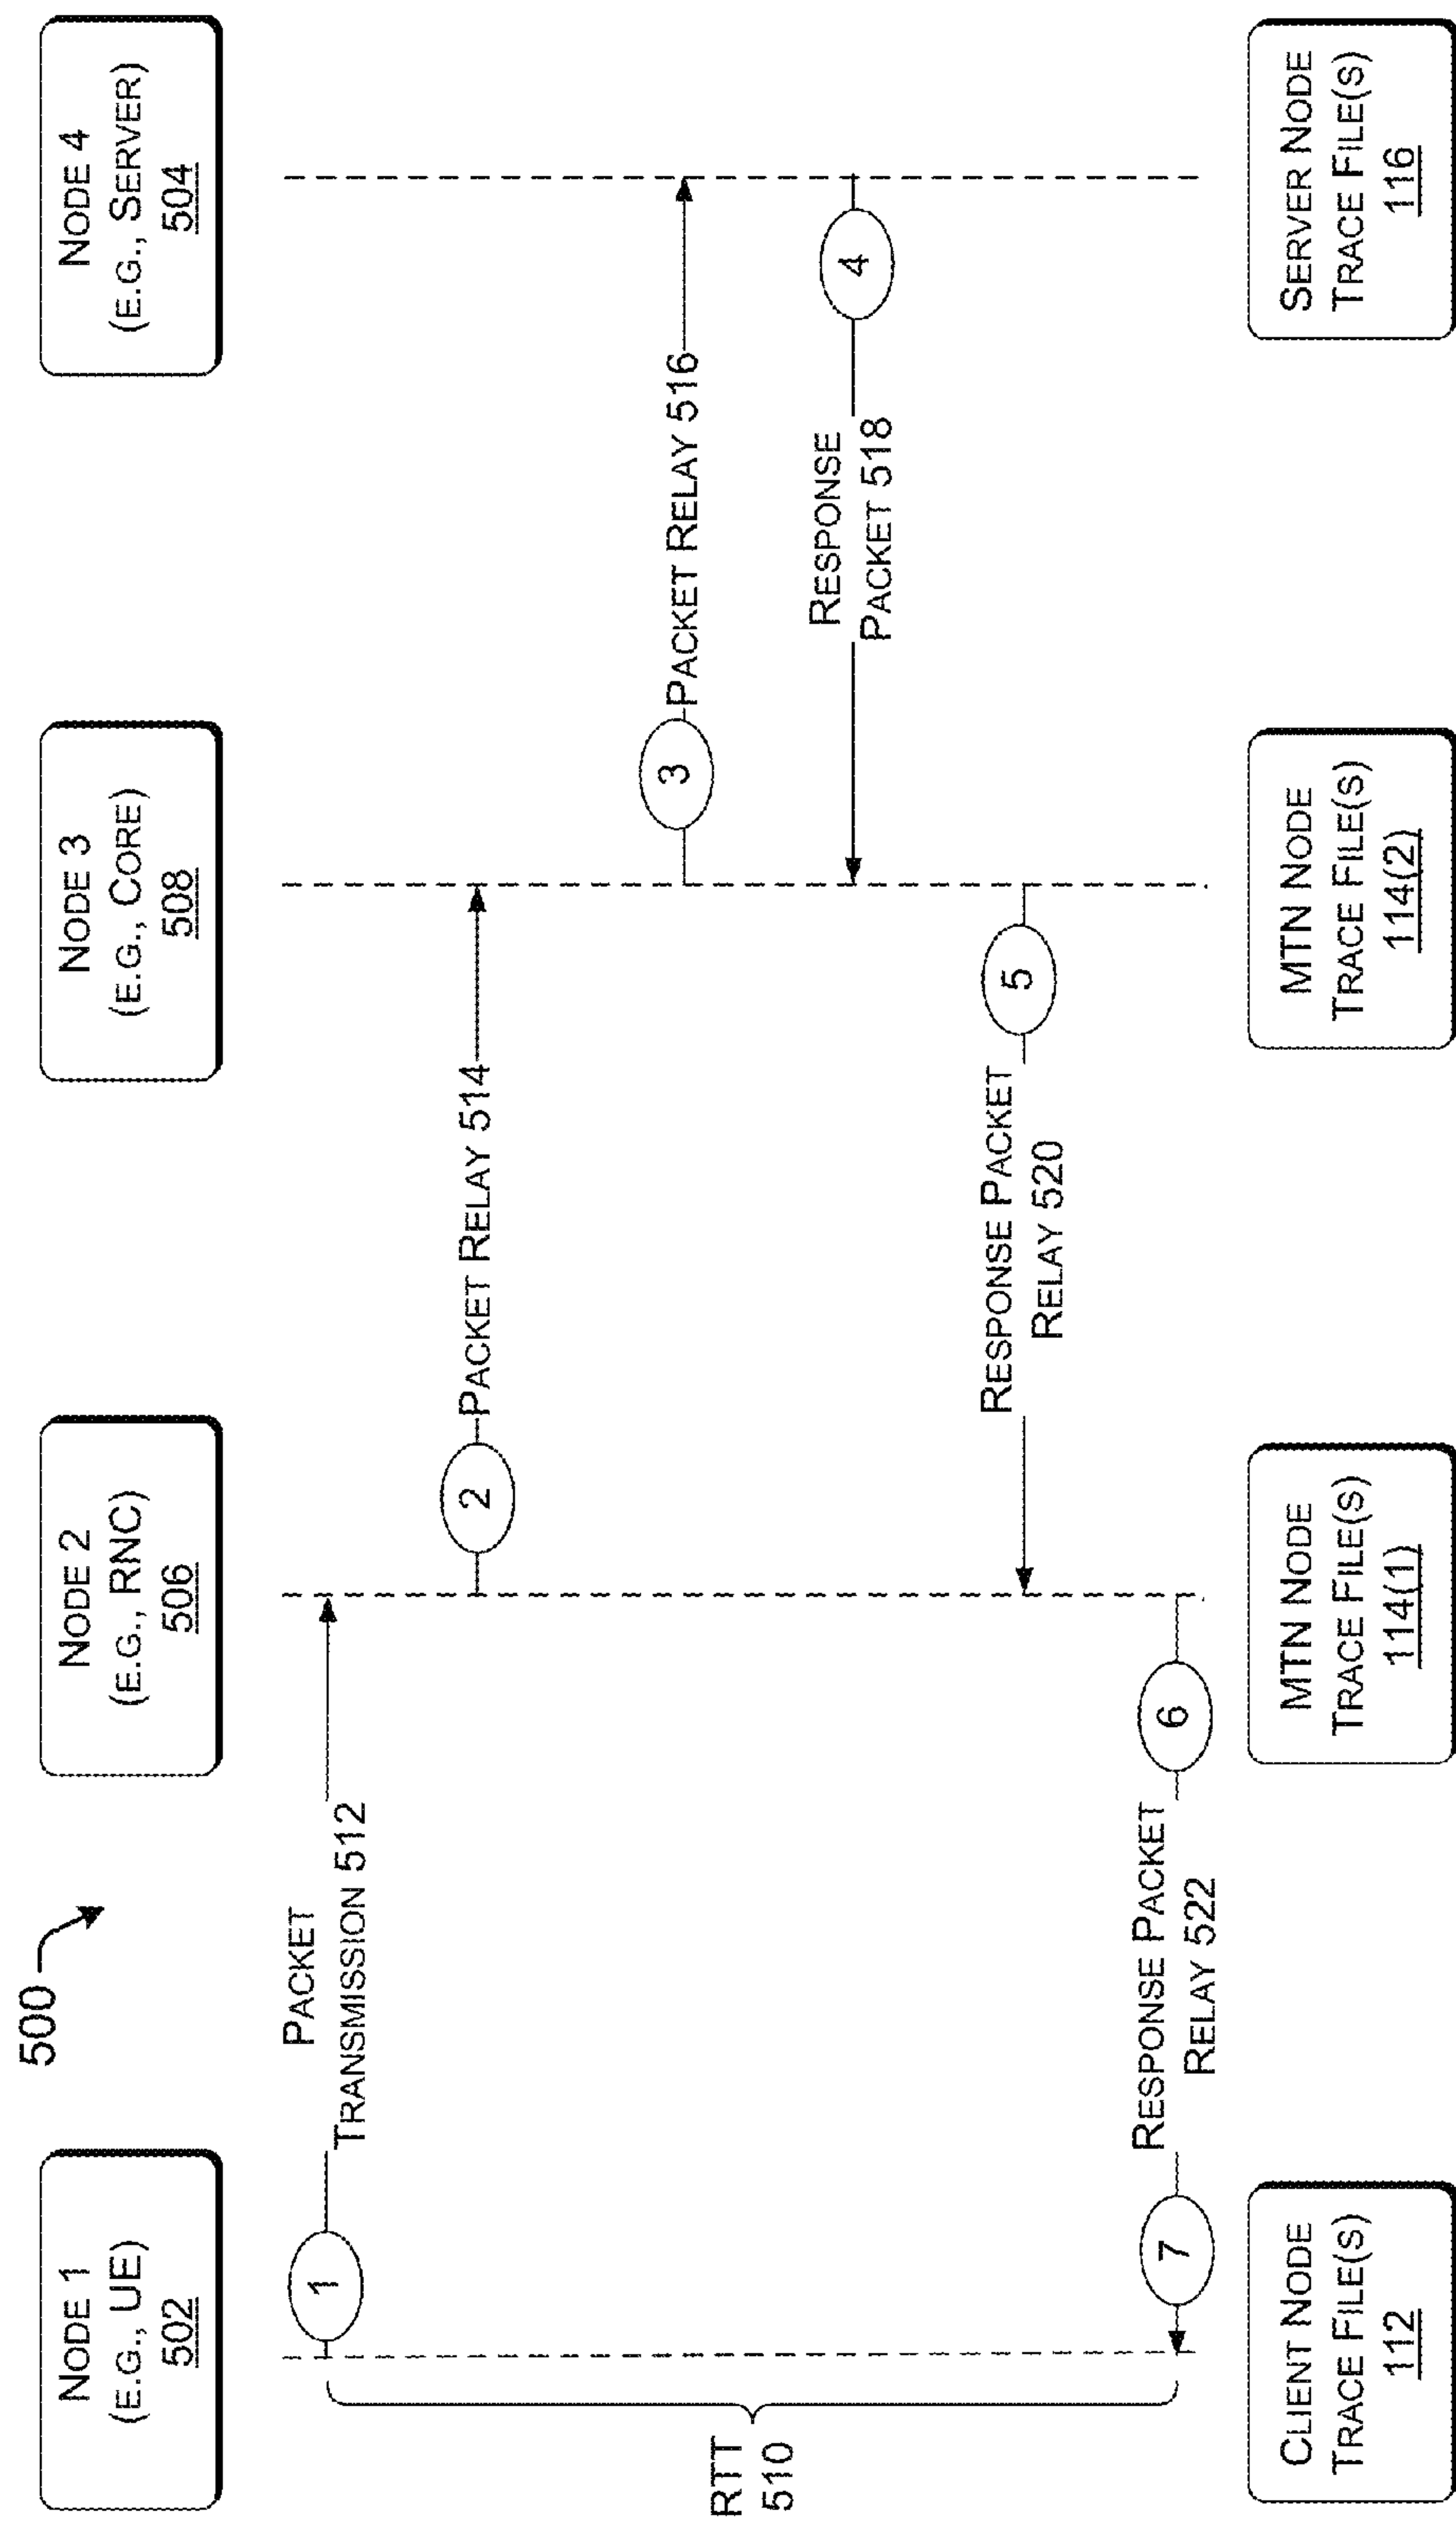 500
NODE 1
(E.G., UE)
502
NODE 2
(E.G., RNC)
506
NODE 3
(E.G., CORE)
508
NODE 4
(E.G., SERVER)
504
1
PACKET
TRANSMISSION 512
2
PACKET RELAY 514
3
PACKET RELAY 516
4
RESPONSE
PACKET 518
5
RESPONSE PACKET
RELAY 520
6
RESPONSE PACKET
RELAY 522
7
RTT
510
CLIENT NODE
TRACE FILE(S)
112
MTN NODE
TRACE FILE(S)
114(1)
MTN NODE
TRACE FILE(S)
114(2)
SERVER NODE
TRACE FILE(S)
116